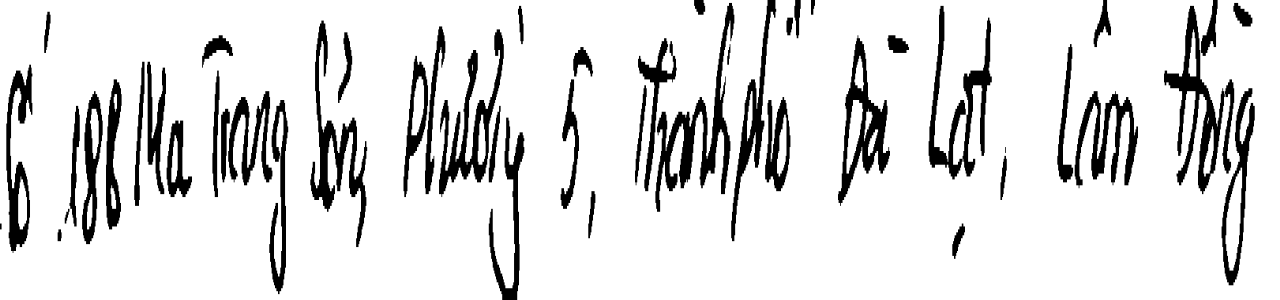 Số 188 Ma Trang Sơn, Phường 5, Thành phố Đà Lạt, Lâm Đồng